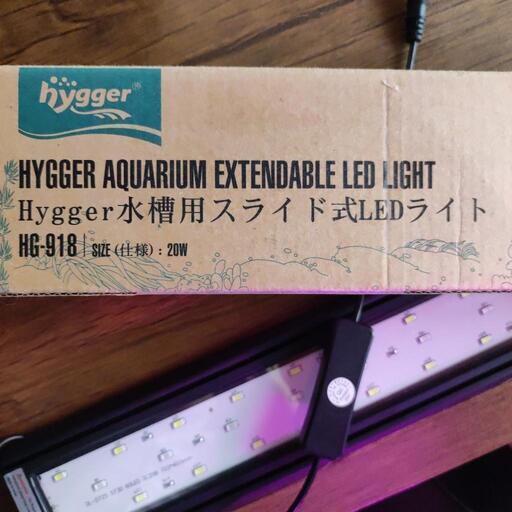 hygger®
HYGGER AQUARIUM EXTENDABLE LED LIGHT
Hygger水槽用スライド式LEDライト
HG-918 SIZE (仕様) : 20W